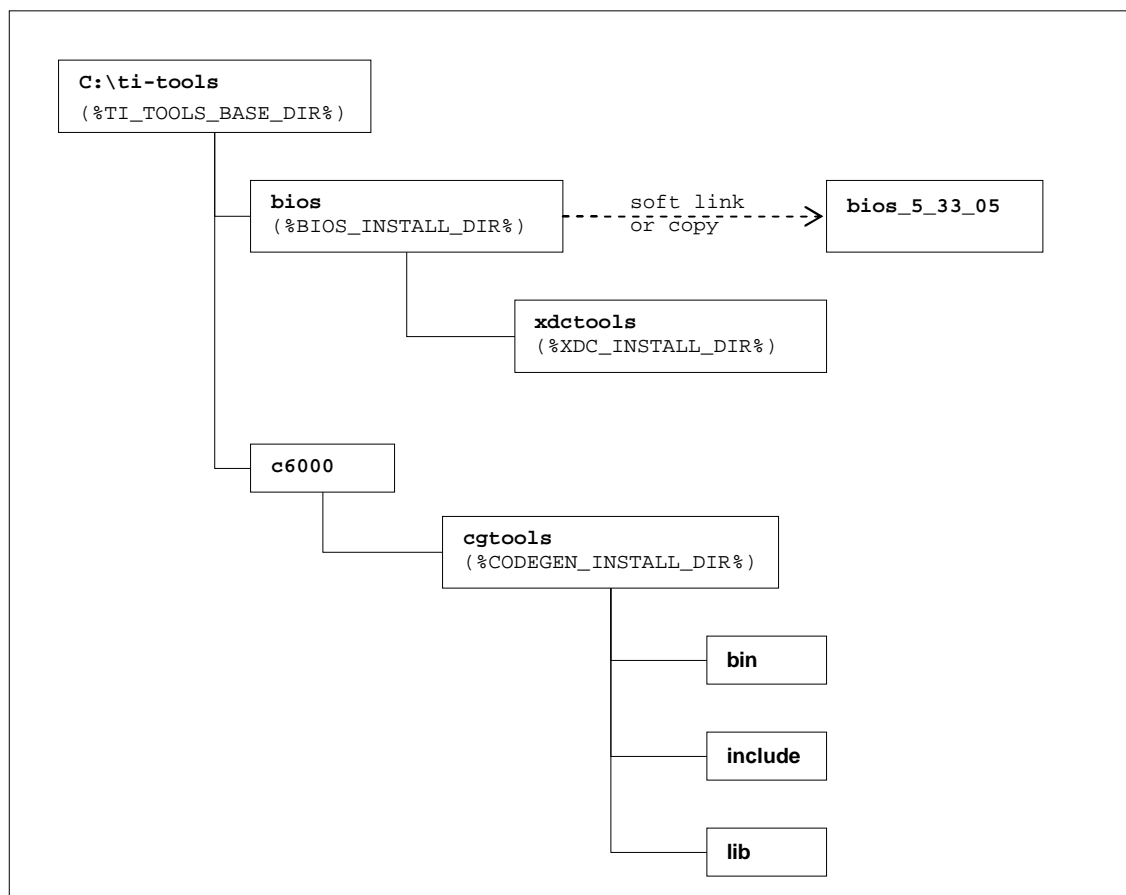 C:\ti-tools
(%TI_TOOLS_BASE_DIR%)
bios
(%BIOS_INSTALL_DIR%)
soft link
or copy
bios_5_33_05
xdctools
(%XDC_INSTALL_DIR%)
c6000
cgtools
(%CODEGEN_INSTALL_DIR%)
bin
include
lib